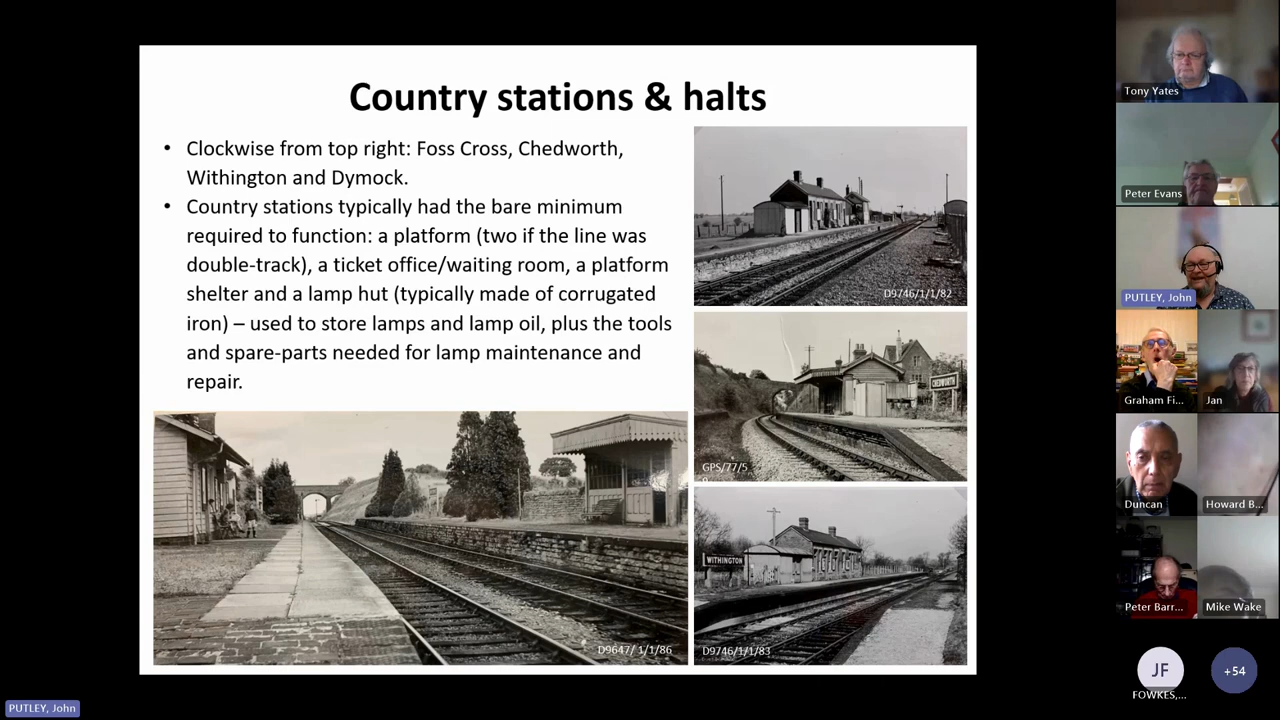 Country stations & halts
• Clockwise from top right: Foss Cross, Chedworth,
Withington and Dymock.
• Country stations typically had the bare minimum
required to function: a platform (two if the line was
double-track), a ticket office/waiting room, a platform
shelter and a lamp hut (typically made of corrugated
iron) – used to store lamps and lamp oil, plus the tools
and spare-parts needed for lamp maintenance and
repair.
D9746/1/1/82
CHEDWORTH
GPS/77/5
WITHINGTON
D9746/1/1/83
D9647/ 1/1/86
Tony Yates
Peter Evans
PUTLEY, John
Graham Fi...
Jan
Duncan
Howard B...
Peter Barr...
Mike Wake
JF
FOWKES,...
+54
PUTLEY, John